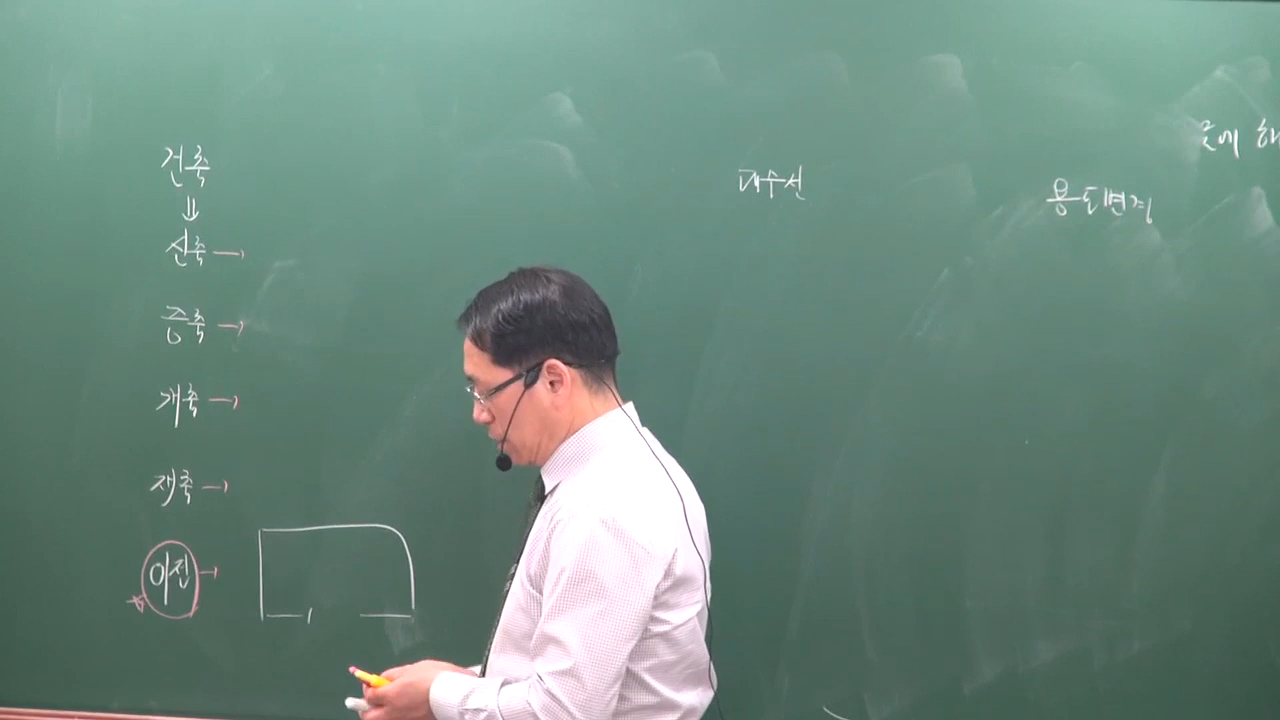 건축
⇓
신축 →
증축 →
개축 →
재축 →
이전 →
대수선
용도변경